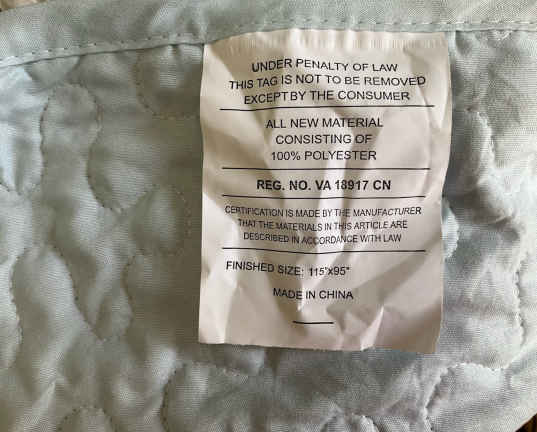 UNDER PENALTY OF LAW
THIS TAG IS NOT TO BE REMOVED
EXCEPT BY THE CONSUMER
ALL NEW MATERIAL
CONSISTING OF
100% POLYESTER
REG. NO. VA 18917 CN
CERTIFICATION IS MADE BY THE MANUFACTURER
THAT THE MATERIALS IN THIS ARTICLE ARE
DESCRIBED IN ACCORDANCE WITH LAW
FINISHED SIZE: 115"x95"
MADE IN CHINA